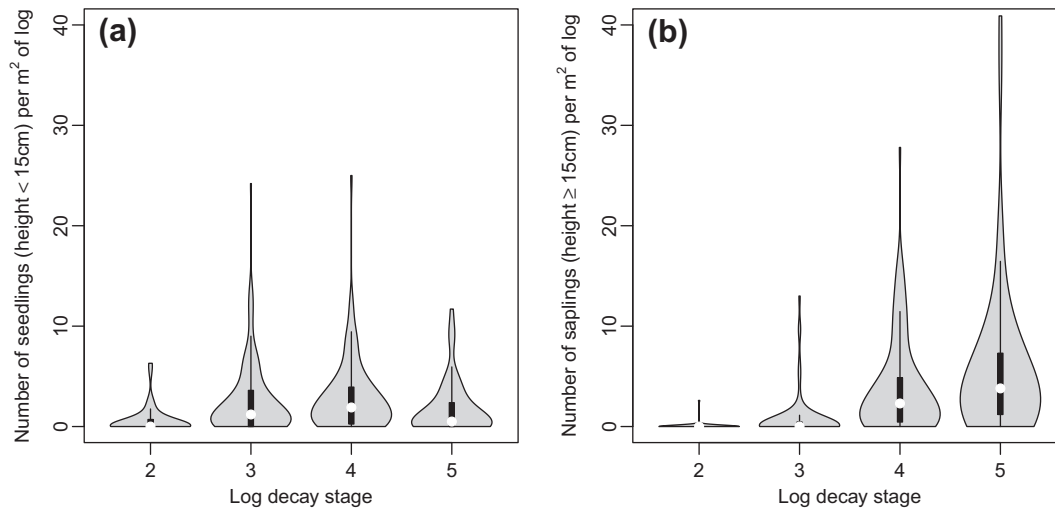 (a)
Number of seedlings (height < 15cm) per m² of log
40
30
20
10
0
2 3 4 5
Log decay stage
(b)
Number of saplings (height ≥ 15cm) per m² of log
40
30
20
10
0
2 3 4 5
Log decay stage